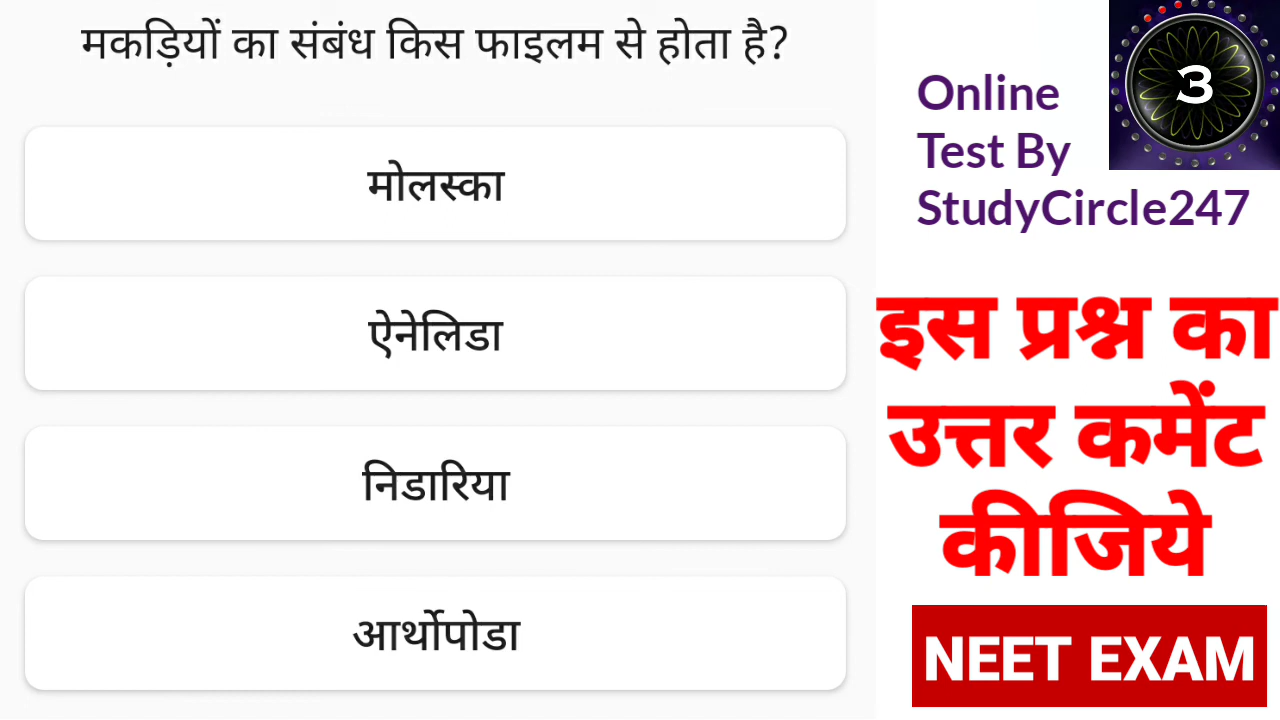 मकड़ियों का संबंध किस फाइलम से होता है?
मोलस्का
ऐनेलिडा
निडारिया
आर्थोपोडा
3
Online
Test By
StudyCircle247
इस प्रश्न का
उत्तर कमेंट
कीजिये
NEET EXAM